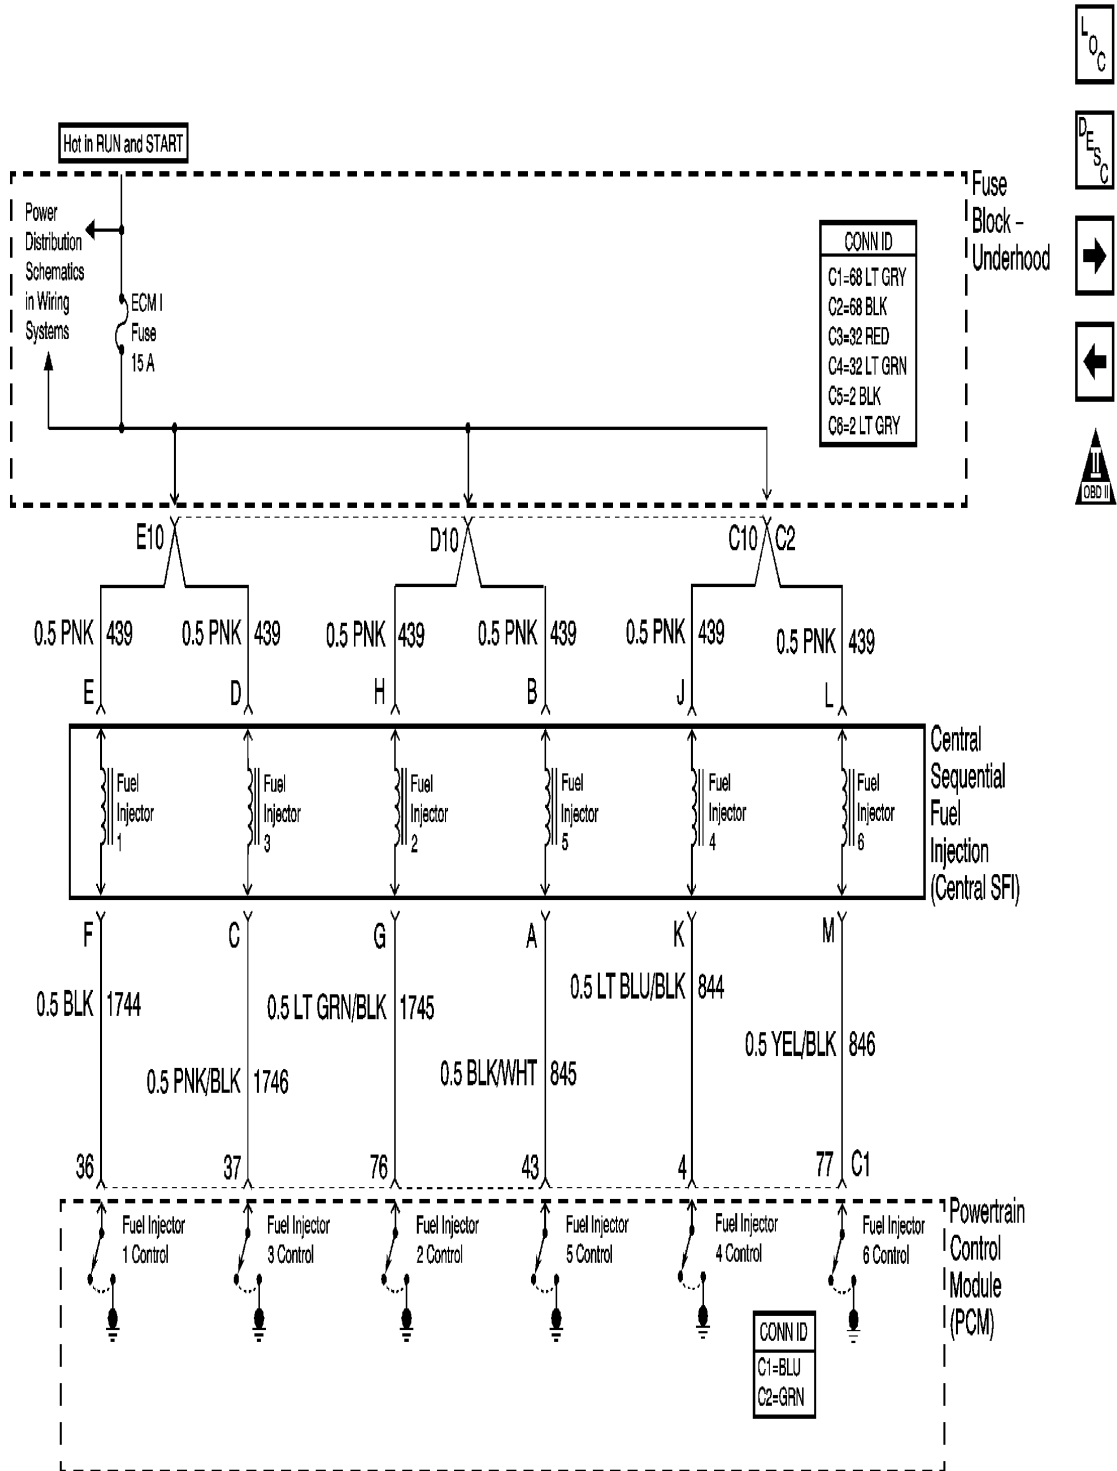 LOC
DESC
II
OBD II
Hot in RUN and START
Fuse
Block –
Underhood
Power
Distribution
Schematics
in Wiring
Systems
ECM I
Fuse
15 A
CONN ID
C1=68 LT GRY
C2=68 BLK
C3=32 RED
C4=32 LT GRN
C5=2 BLK
C6=2 LT GRY
E10 D10 C10 C2
0.5 PNK 439 0.5 PNK 439 0.5 PNK 439 0.5 PNK 439 0.5 PNK 439 0.5 PNK 439
E D H B J L
Fuel
Injector
1
Fuel
Injector
3
Fuel
Injector
2
Fuel
Injector
5
Fuel
Injector
4
Fuel
Injector
6
Central
Sequential
Fuel
Injection
(Central SFI)
F C G A K M
0.5 BLK 1744
0.5 PNK/BLK 1746
0.5 LT GRN/BLK 1745
0.5 BLK/WHT 845
0.5 LT BLU/BLK 844
0.5 YEL/BLK 846
36 37 76 43 4 77 C1
Fuel Injector
1 Control
Fuel Injector
3 Control
Fuel Injector
2 Control
Fuel Injector
5 Control
Fuel Injector
4 Control
Fuel Injector
6 Control
Powertrain
Control
Module
(PCM)
CONN ID
C1=BLU
C2=GRN